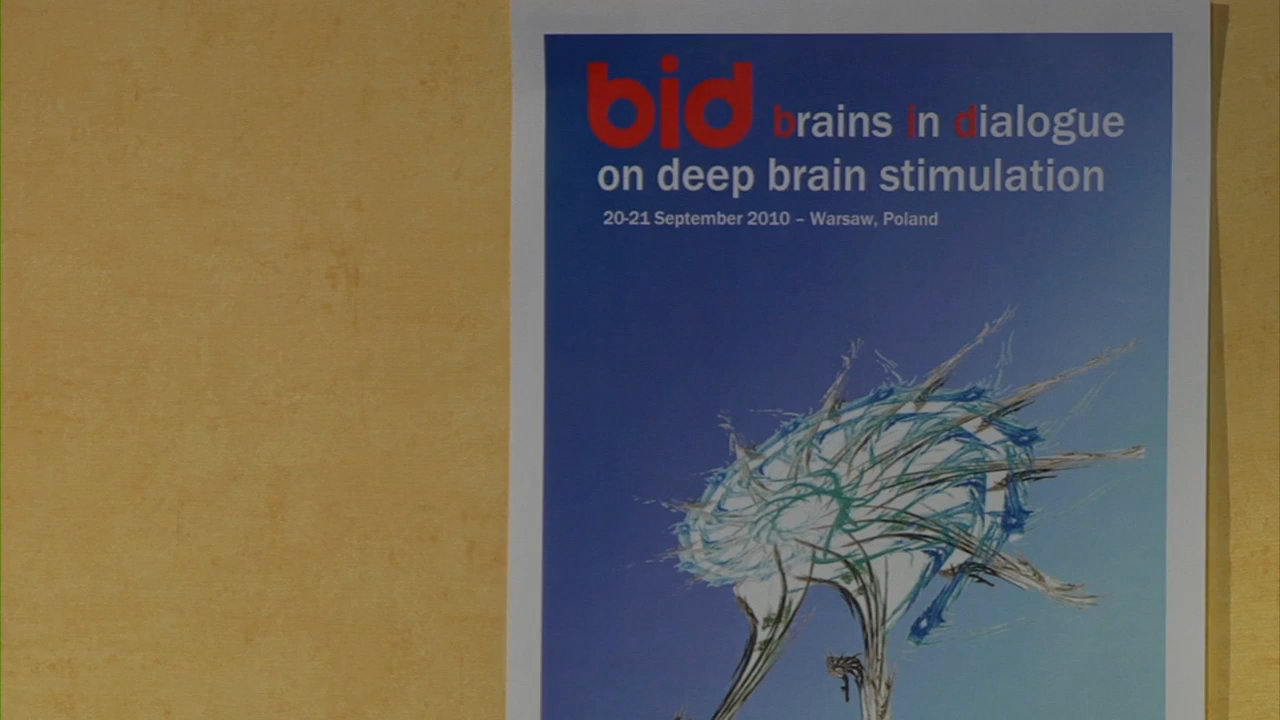 bid brains in dialogue
on deep brain stimulation
20-21 September 2010 – Warsaw, Poland